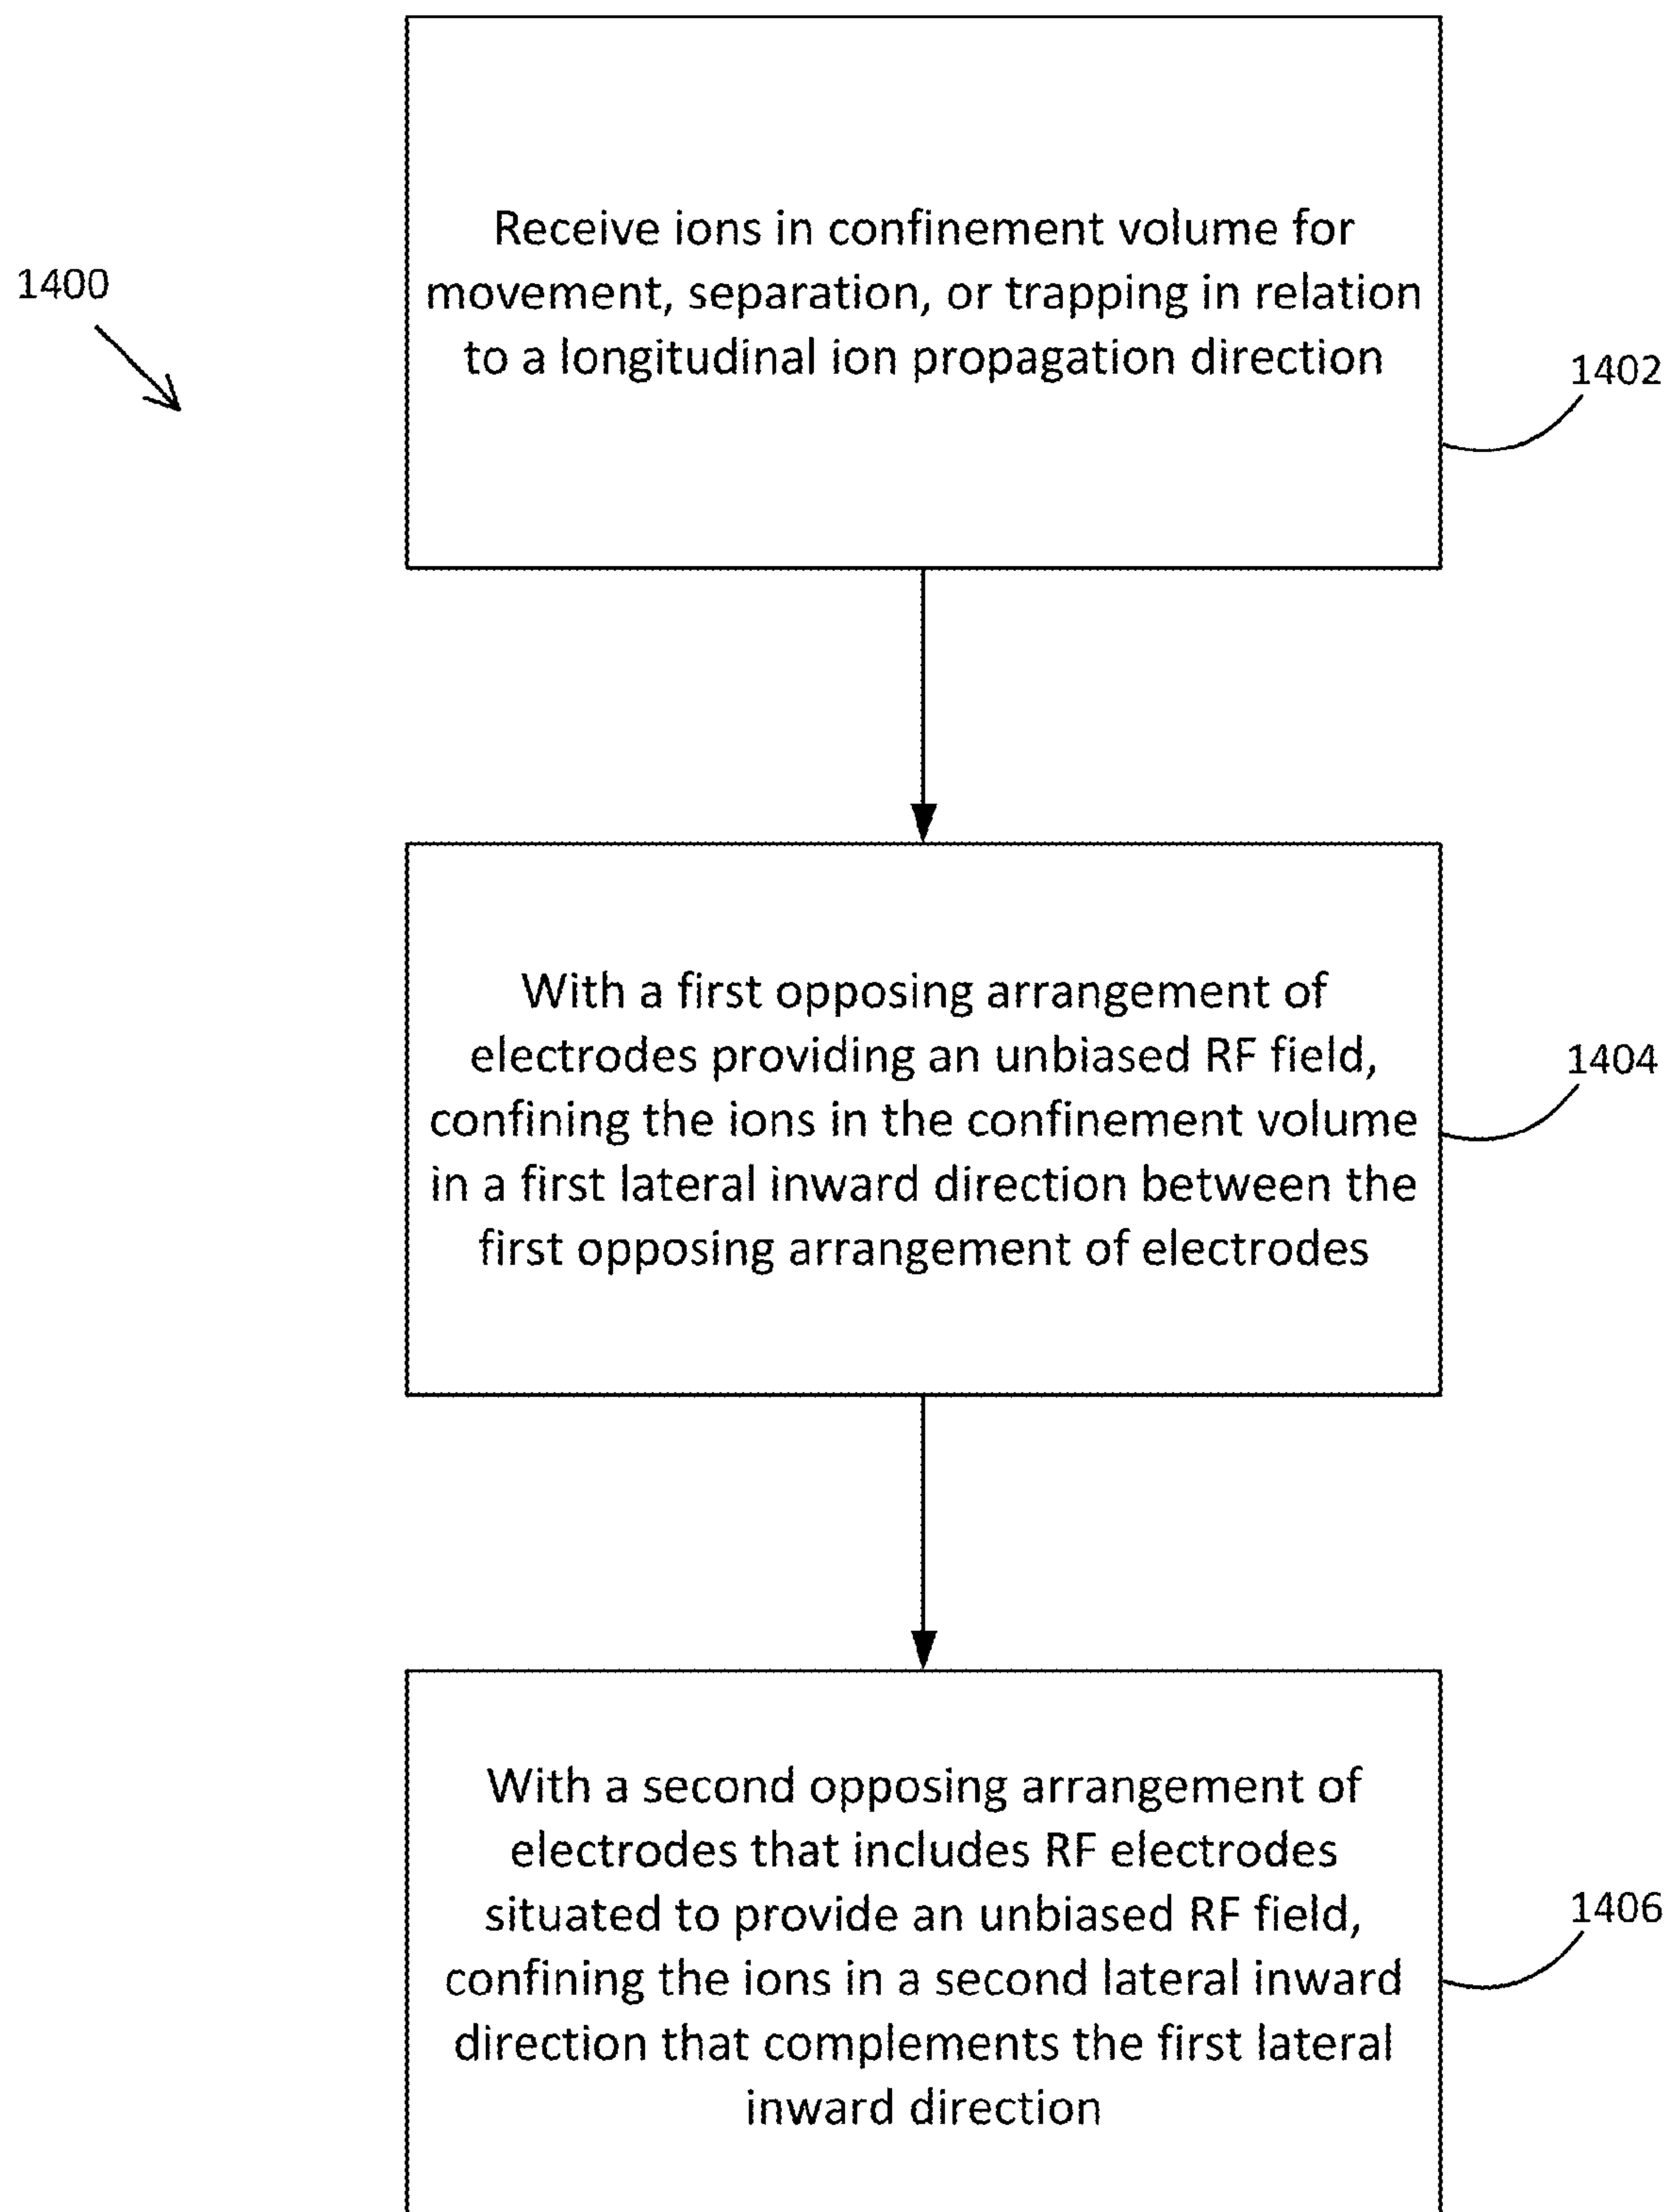 Receive ions in confinement volume for
movement, separation, or trapping in relation
to a longitudinal ion propagation direction
1400
1402
With a first opposing arrangement of
electrodes providing an unbiased RF field,
confining the ions in the confinement volume
in a first lateral inward direction between the
first opposing arrangement of electrodes
1404
With a second opposing arrangement of
electrodes that includes RF electrodes
situated to provide an unbiased RF field,
confining the ions in a second lateral inward
direction that complements the first lateral
inward direction
1406